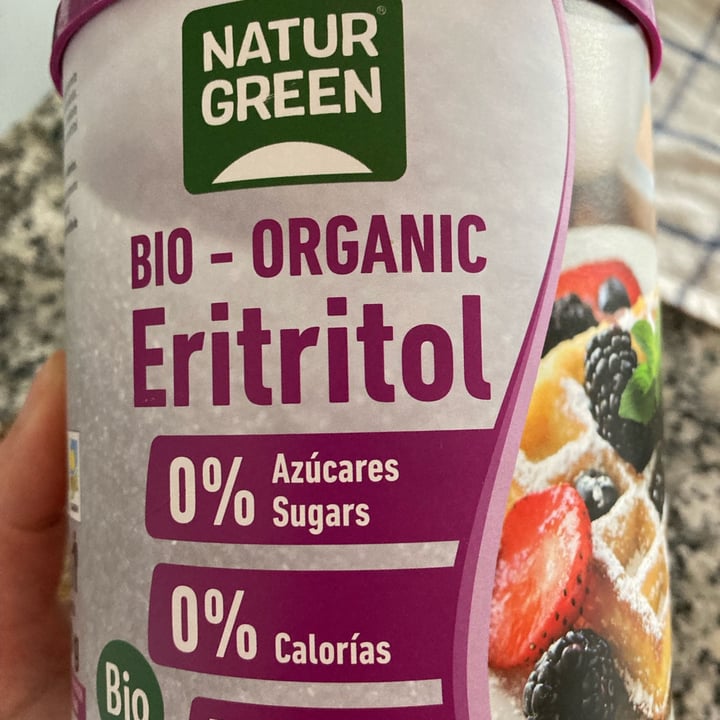 NATUR
GREEN®
BIO - ORGANIC
Eritritol
0% Azúcares
Sugars
0% Calorías
Bio